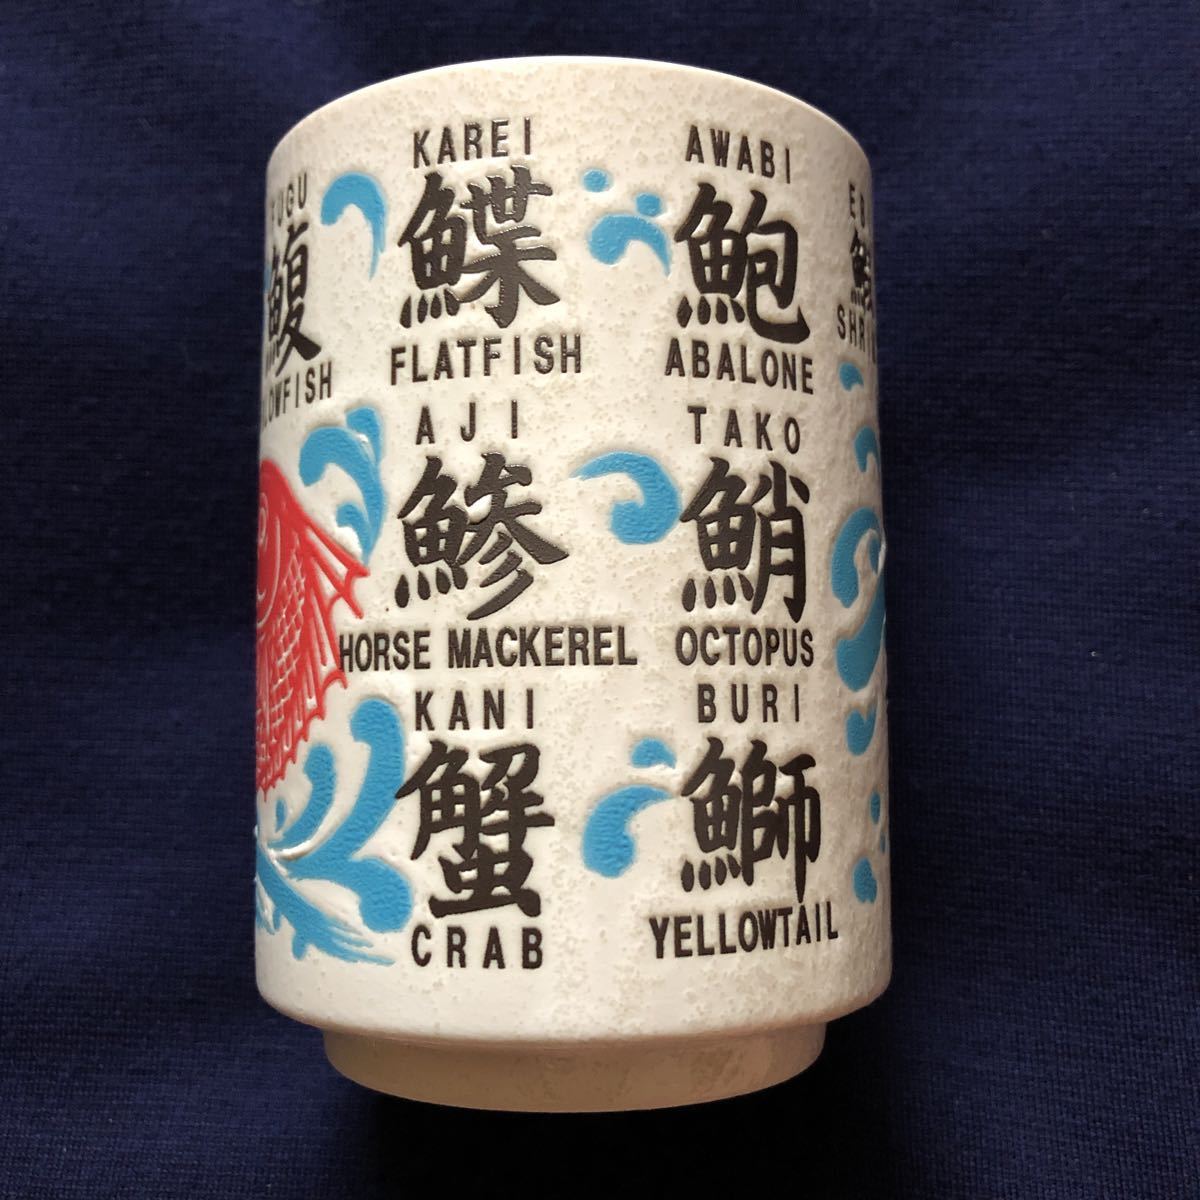 KAREI
鰈
FLATFISH
AJI
鯵
HORSE MACKEREL
KANI
蟹
CRAB
AWABI
鮑
ABALONE
TAKO
鮹
OCTOPUS
BURI
鰤
YELLOWTAIL